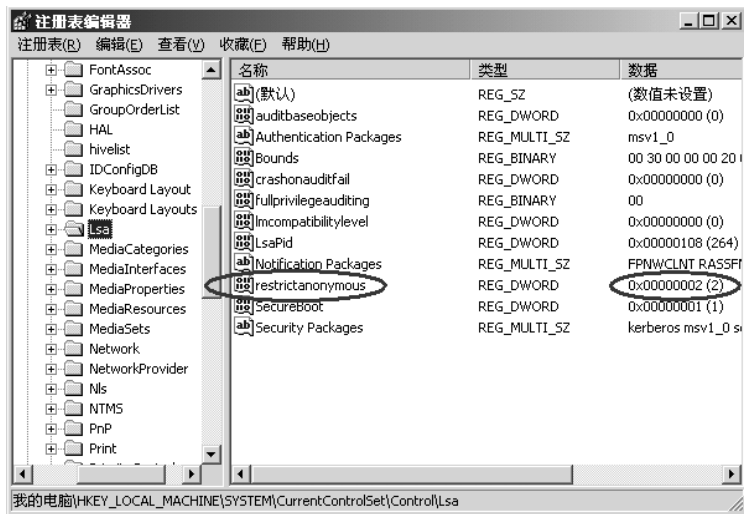 注册表编辑器
注册表(R) 编辑(E) 查看(V) 收藏(F) 帮助(H)
FontAssoc
GraphicsDrivers
GroupOrderList
HAL
hivelist
IDConfigDB
Keyboard Layout
Keyboard Layouts
Lsa
MediaCategories
MediaInterfaces
MediaProperties
MediaResources
MediaSets
Network
NetworkProvider
Nls
NTMS
PnP
Print
名称 类型 数据
(默认) REG_SZ (数值未设置)
auditbaseobjects REG_DWORD 0x00000000 (0)
Authentication Packages REG_MULTI_SZ msv1_0
Bounds REG_BINARY 00 30 00 00 00 20
crashonauditfail REG_DWORD 0x00000000 (0)
fullprivilegeauditing REG_BINARY 00
lmcompatibilitylevel REG_DWORD 0x00000000 (0)
LsaPid REG_DWORD 0x00000108 (264)
Notification Packages REG_MULTI_SZ FPNWCLNT
restrictanonymous REG_DWORD 0x00000002 (2)
SecureBoot REG_DWORD 0x00000001 (1)
Security Packages REG_MULTI_SZ kerberos msv1_0
我的电脑\HKEY_LOCAL_MACHINE\SYSTEM\CurrentControlSet\Control\Lsa